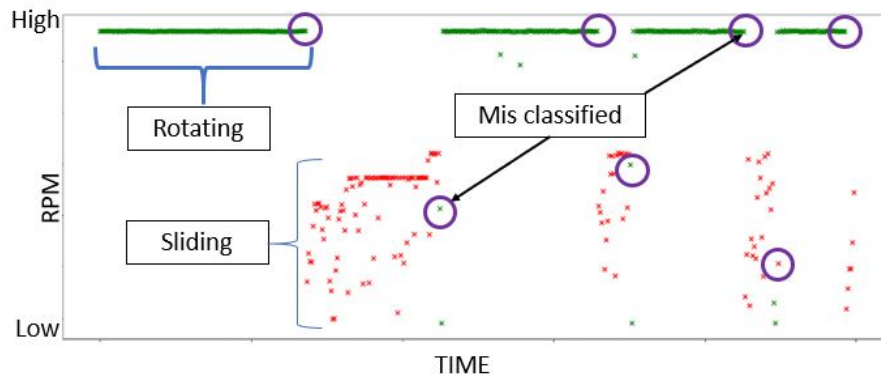 High
Rotating
Mis classified
RPM
Sliding
Low
TIME